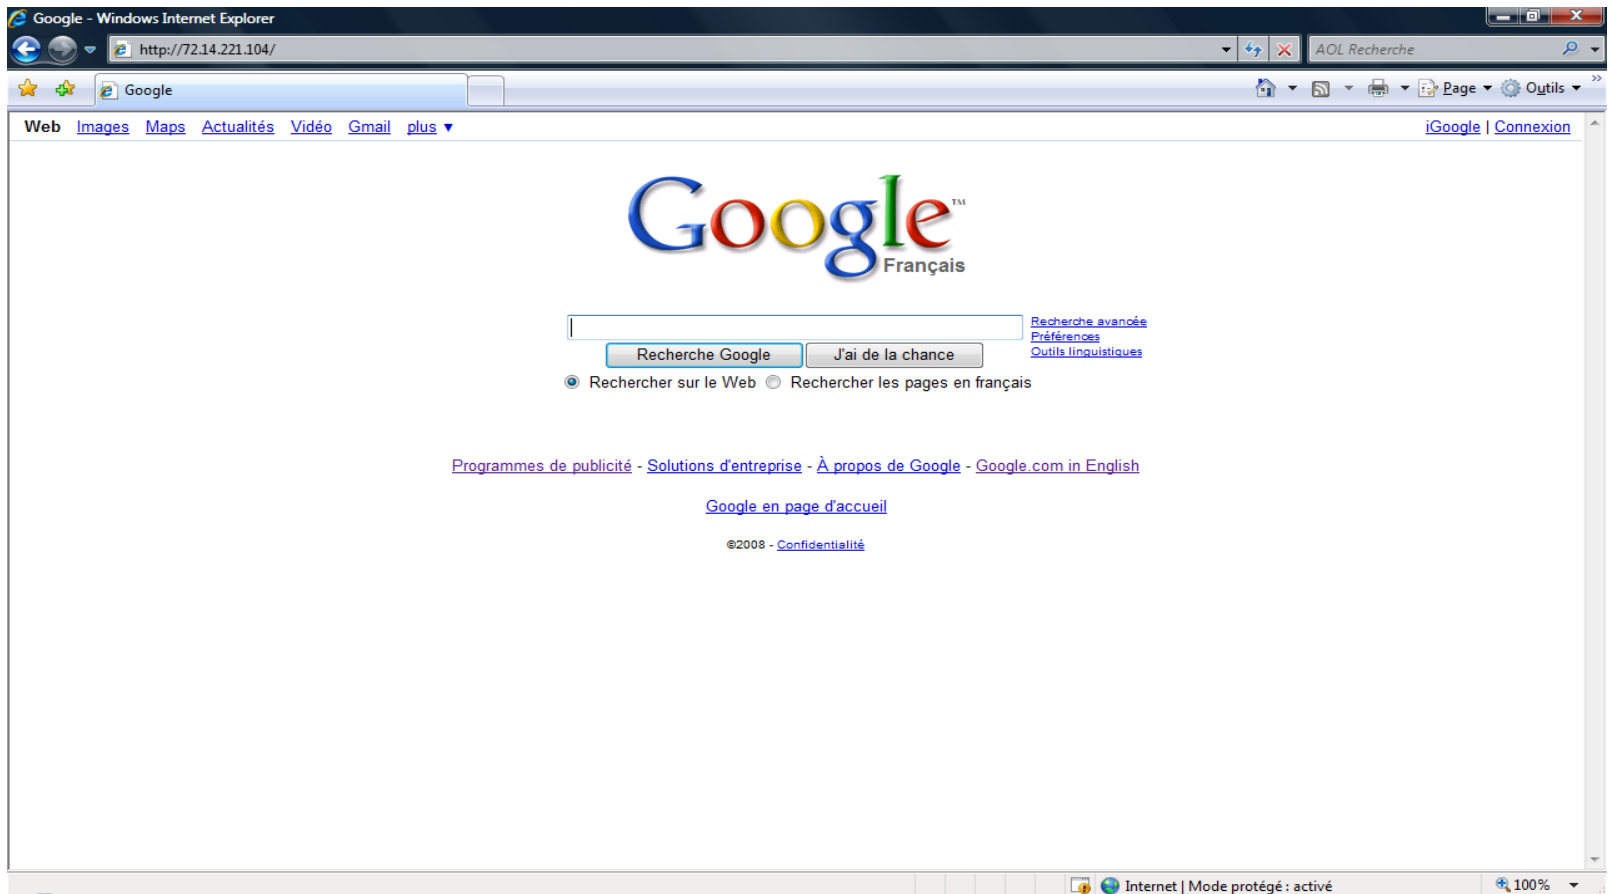 Google - Windows Internet Explorer
http://72.14.221.104/ AOL Recherche
Google Page Outils
Web Images Maps Actualités Vidéo Gmail plus iGoogle | Connexion
Google™
Français
Recherche avancée
Préférences
Outils linguistiques
Recherche Google J'ai de la chance
Rechercher sur le Web Rechercher les pages en français
Programmes de publicité - Solutions d'entreprise - À propos de Google - Google.com in English
Google en page d'accueil
©2008 - Confidentialité
Internet | Mode protégé : activé 100%